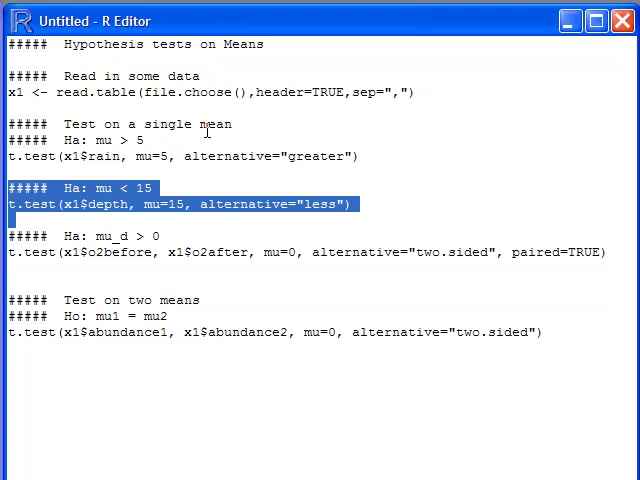 Untitled - R Editor
#####  Hypothesis tests on Means
#####  Read in some data
x1 <- read.table(file.choose(),header=TRUE,sep=",")
#####  Test on a single mean
#####  Ha: mu > 5
t.test(x1$rain, mu=5, alternative="greater")
#####  Ha: mu < 15
t.test(x1$depth, mu=15, alternative="less")
#####  Ha: mu_d > 0
t.test(x1$o2before, x1$o2after, mu=0, alternative="two.sided", paired=TRUE)
#####  Test on two means
#####  Ho: mu1 = mu2
t.test(x1$abundance1, x1$abundance2, mu=0, alternative="two.sided")